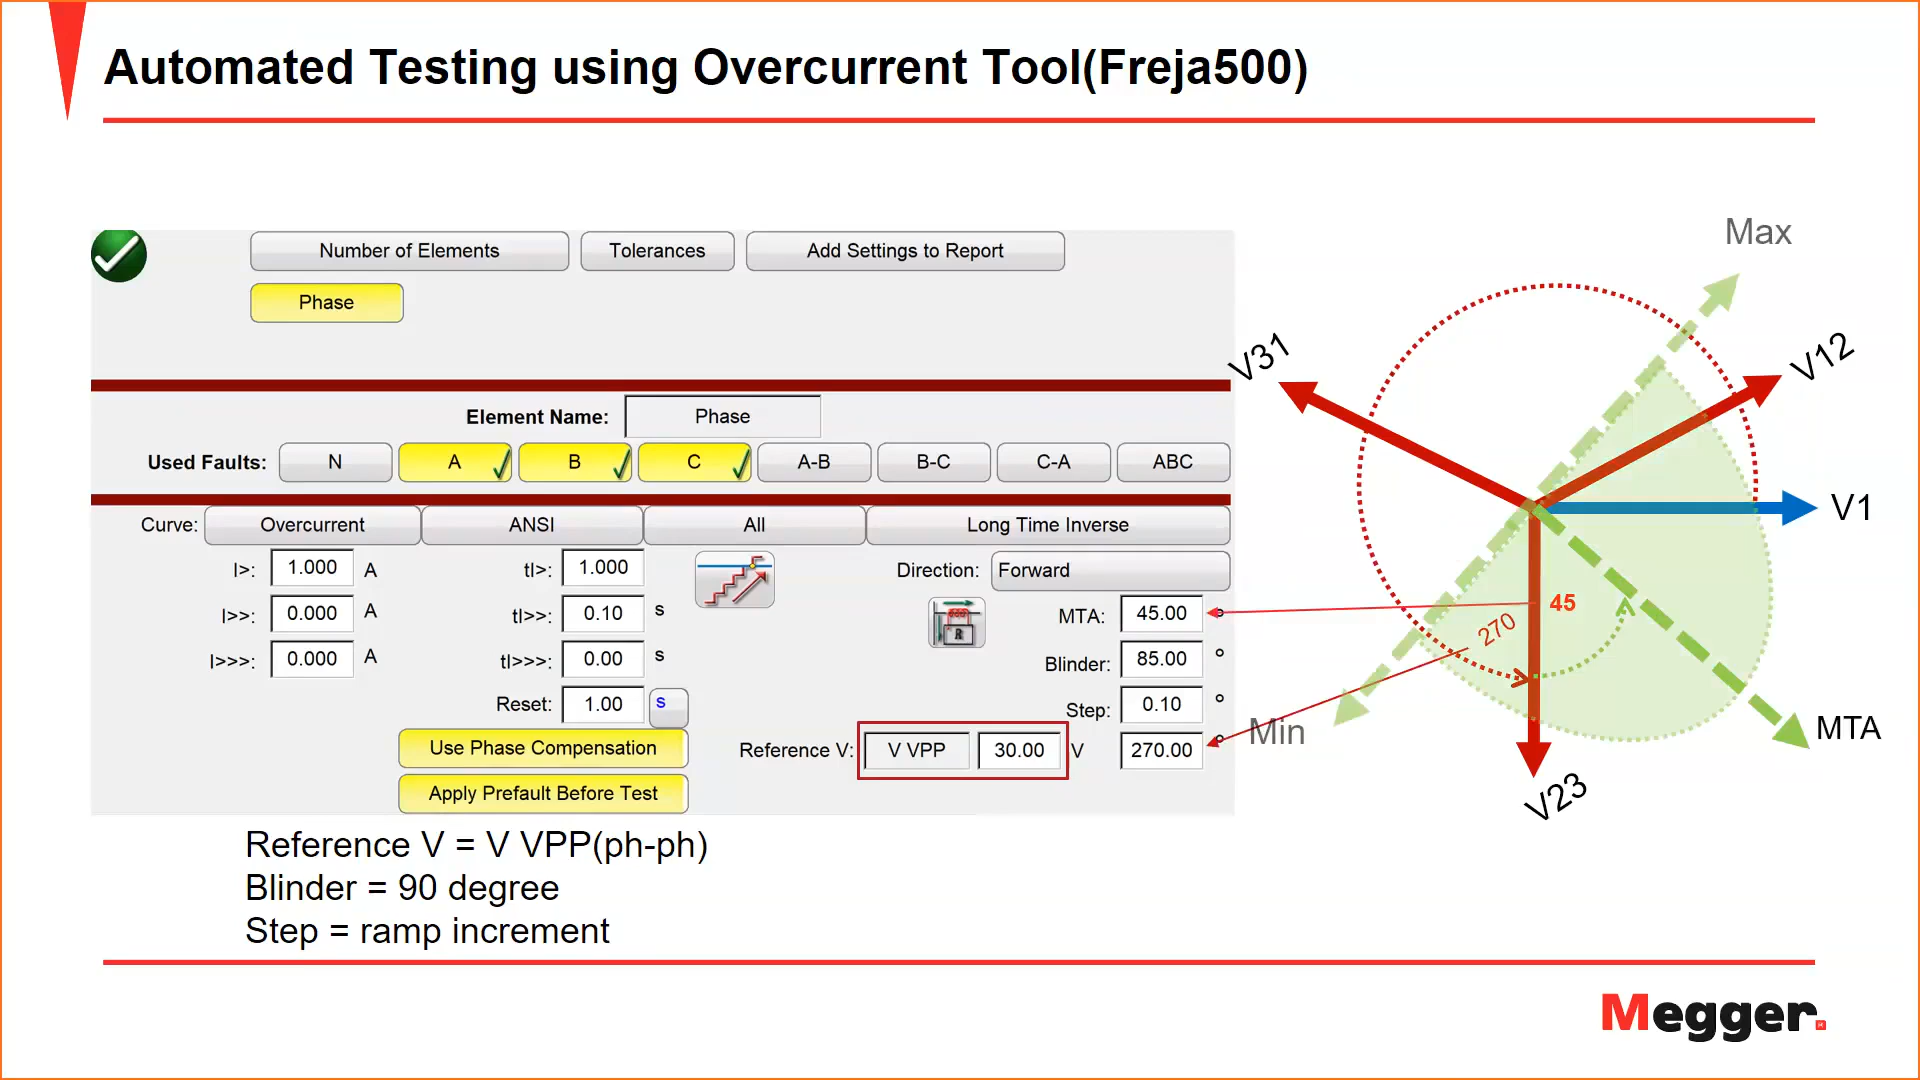 Automated Testing using Overcurrent Tool(Freja500)
Number of Elements
Tolerances
Add Settings to Report
Phase
Element Name:
Phase
Used Faults:
N
A
B
C
A-B
B-C
C-A
ABC
Curve:
Overcurrent
ANSI
All
Long Time Inverse
I>:
1.000
A
tI>:
1.000
Direction:
Forward
I>>:
0.000
A
tI>>:
0.10
s
MTA:
45.00
°
I>>>:
0.000
A
tI>>>:
0.00
s
R
Blinder:
85.00
°
Reset:
1.00
s
Step:
0.10
°
Use Phase Compensation
Reference V:
V VPP
30.00
V
270.00
°
Apply Prefault Before Test
Max
V31
V12
V1
45
270
Min
MTA
V23
Reference V = V VPP(ph-ph)
Blinder = 90 degree
Step = ramp increment
Megger.